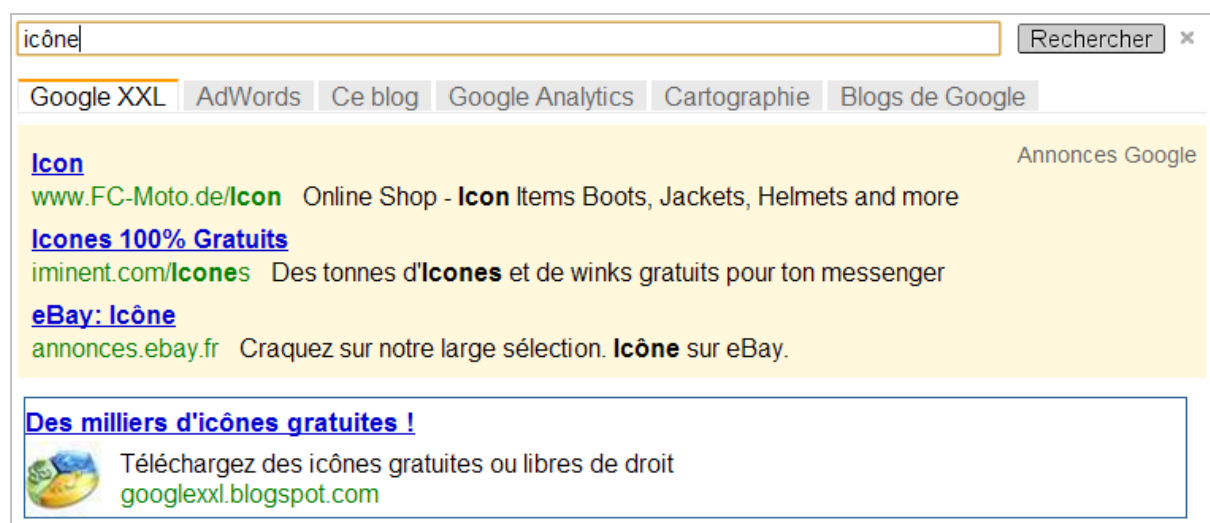 icône
Rechercher ×
Google XXL AdWords Ce blog Google Analytics Cartographie Blogs de Google
Annonces Google
Icon
www.FC-Moto.de/Icon Online Shop - Icon Items Boots, Jackets, Helmets and more
Icones 100% Gratuits
iminent.com/Icones Des tonnes d'Icones et de winks gratuits pour ton messenger
eBay: Icône
annonces.ebay.fr Craquez sur notre large sélection. Icône sur eBay.
Des milliers d'icônes gratuites !
Téléchargez des icônes gratuites ou libres de droit
googlexxl.blogspot.com